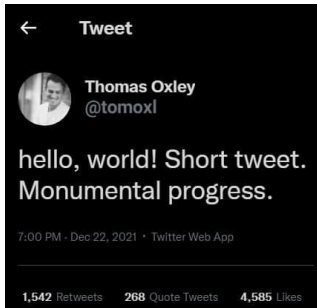 ← Tweet
Thomas Oxley
@tomoxl
hello, world! Short tweet.
Monumental progress.
7:00 PM · Dec 22, 2021 · Twitter Web App
1,542 Retweets 268 Quote Tweets 4,585 Likes